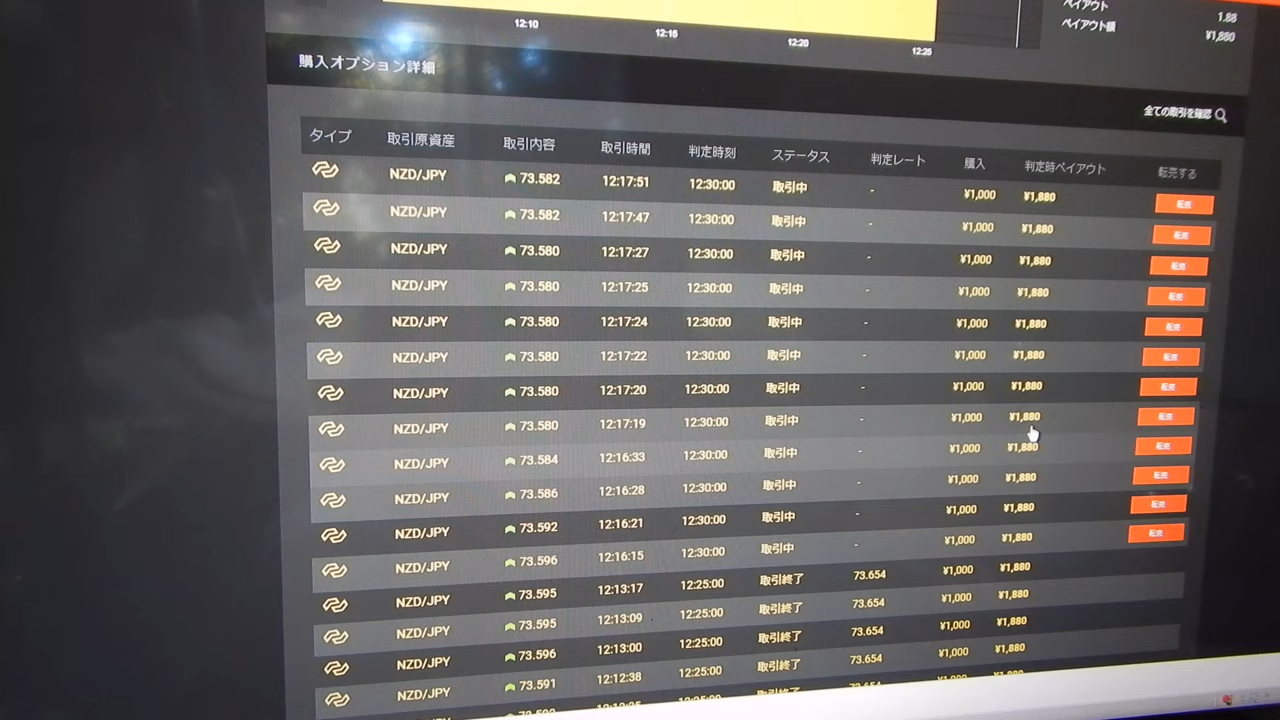 12:10 12:15 12:20 12:25
ペイアウト 1.88
ペイアウト額 ¥1,880
購入オプション詳細
全ての取引を確認
タイプ 取引原資産 取引内容 取引時間 判定時刻 ステータス 判定レート 購入 判定時ペイアウト 転売する
NZD/JPY 73.582 12:17:51 12:30:00 取引中 - ¥1,000 ¥1,880 転売
NZD/JPY 73.582 12:17:47 12:30:00 取引中 - ¥1,000 ¥1,880 転売
NZD/JPY 73.580 12:17:27 12:30:00 取引中 - ¥1,000 ¥1,880 転売
NZD/JPY 73.580 12:17:25 12:30:00 取引中 - ¥1,000 ¥1,880 転売
NZD/JPY 73.580 12:17:24 12:30:00 取引中 - ¥1,000 ¥1,880 転売
NZD/JPY 73.580 12:17:22 12:30:00 取引中 - ¥1,000 ¥1,880 転売
NZD/JPY 73.580 12:17:20 12:30:00 取引中 - ¥1,000 ¥1,880 転売
NZD/JPY 73.580 12:17:19 12:30:00 取引中 - ¥1,000 ¥1,880 転売
NZD/JPY 73.584 12:16:33 12:30:00 取引中 - ¥1,000 ¥1,880 転売
NZD/JPY 73.586 12:16:28 12:30:00 取引中 - ¥1,000 ¥1,880 転売
NZD/JPY 73.592 12:16:21 12:30:00 取引中 - ¥1,000 ¥1,880 転売
NZD/JPY 73.596 12:16:15 12:30:00 取引中 - ¥1,000 ¥1,880 転売
NZD/JPY 73.595 12:13:17 12:25:00 取引終了 73.654 ¥1,000 ¥1,880
NZD/JPY 73.595 12:13:09 12:25:00 取引終了 73.654 ¥1,000 ¥1,880
NZD/JPY 73.596 12:13:00 12:25:00 取引終了 73.654 ¥1,000 ¥1,880
NZD/JPY 73.591 12:12:38 12:25:00 取引終了 73.654 ¥1,000 ¥1,880